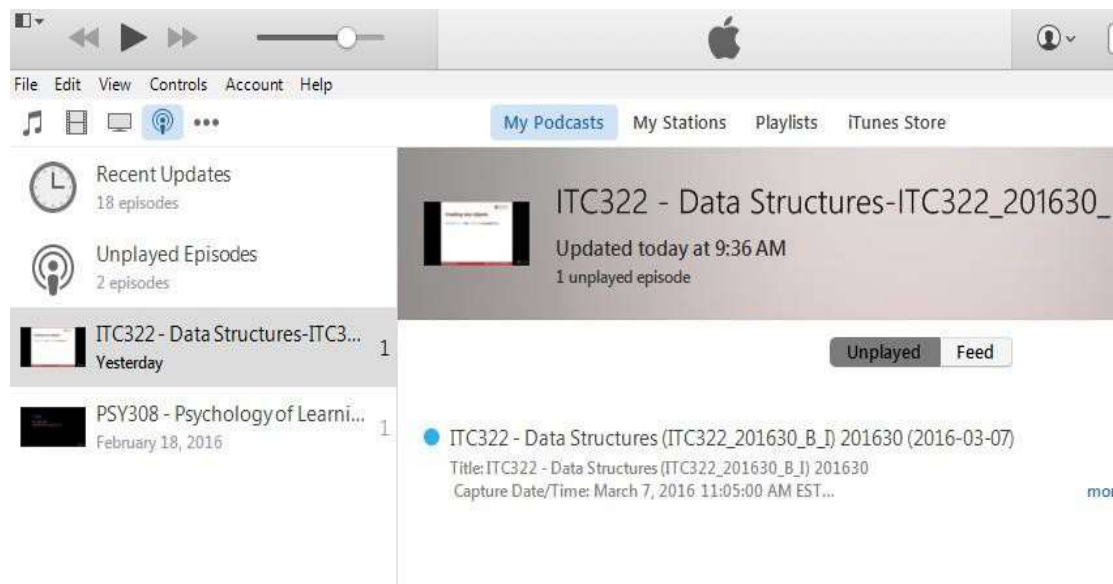 File Edit View Controls Account Help
My Podcasts My Stations Playlists iTunes Store
Recent Updates
18 episodes
Unplayed Episodes
2 episodes
ITC322 - Data Structures-ITC3... 1
Yesterday
PSY308 - Psychology of Learni... 1
February 18, 2016
ITC322 - Data Structures-ITC322_201630_
Updated today at 9:36 AM
1 unplayed episode
Unplayed Feed
ITC322 - Data Structures (ITC322_201630_B_I) 201630 (2016-03-07)
Title: ITC322 - Data Structures (ITC322_201630_B_I) 201630
Capture Date/Time: March 7, 2016 11:05:00 AM EST...